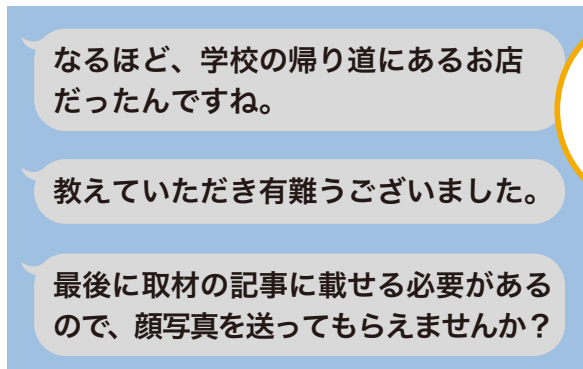 なるほど、学校の帰り道にあるお店
だったんですね。
教えていただき有難うございました。
最後に取材の記事に載せる必要がある
ので、顔写真を送ってもらえませんか？